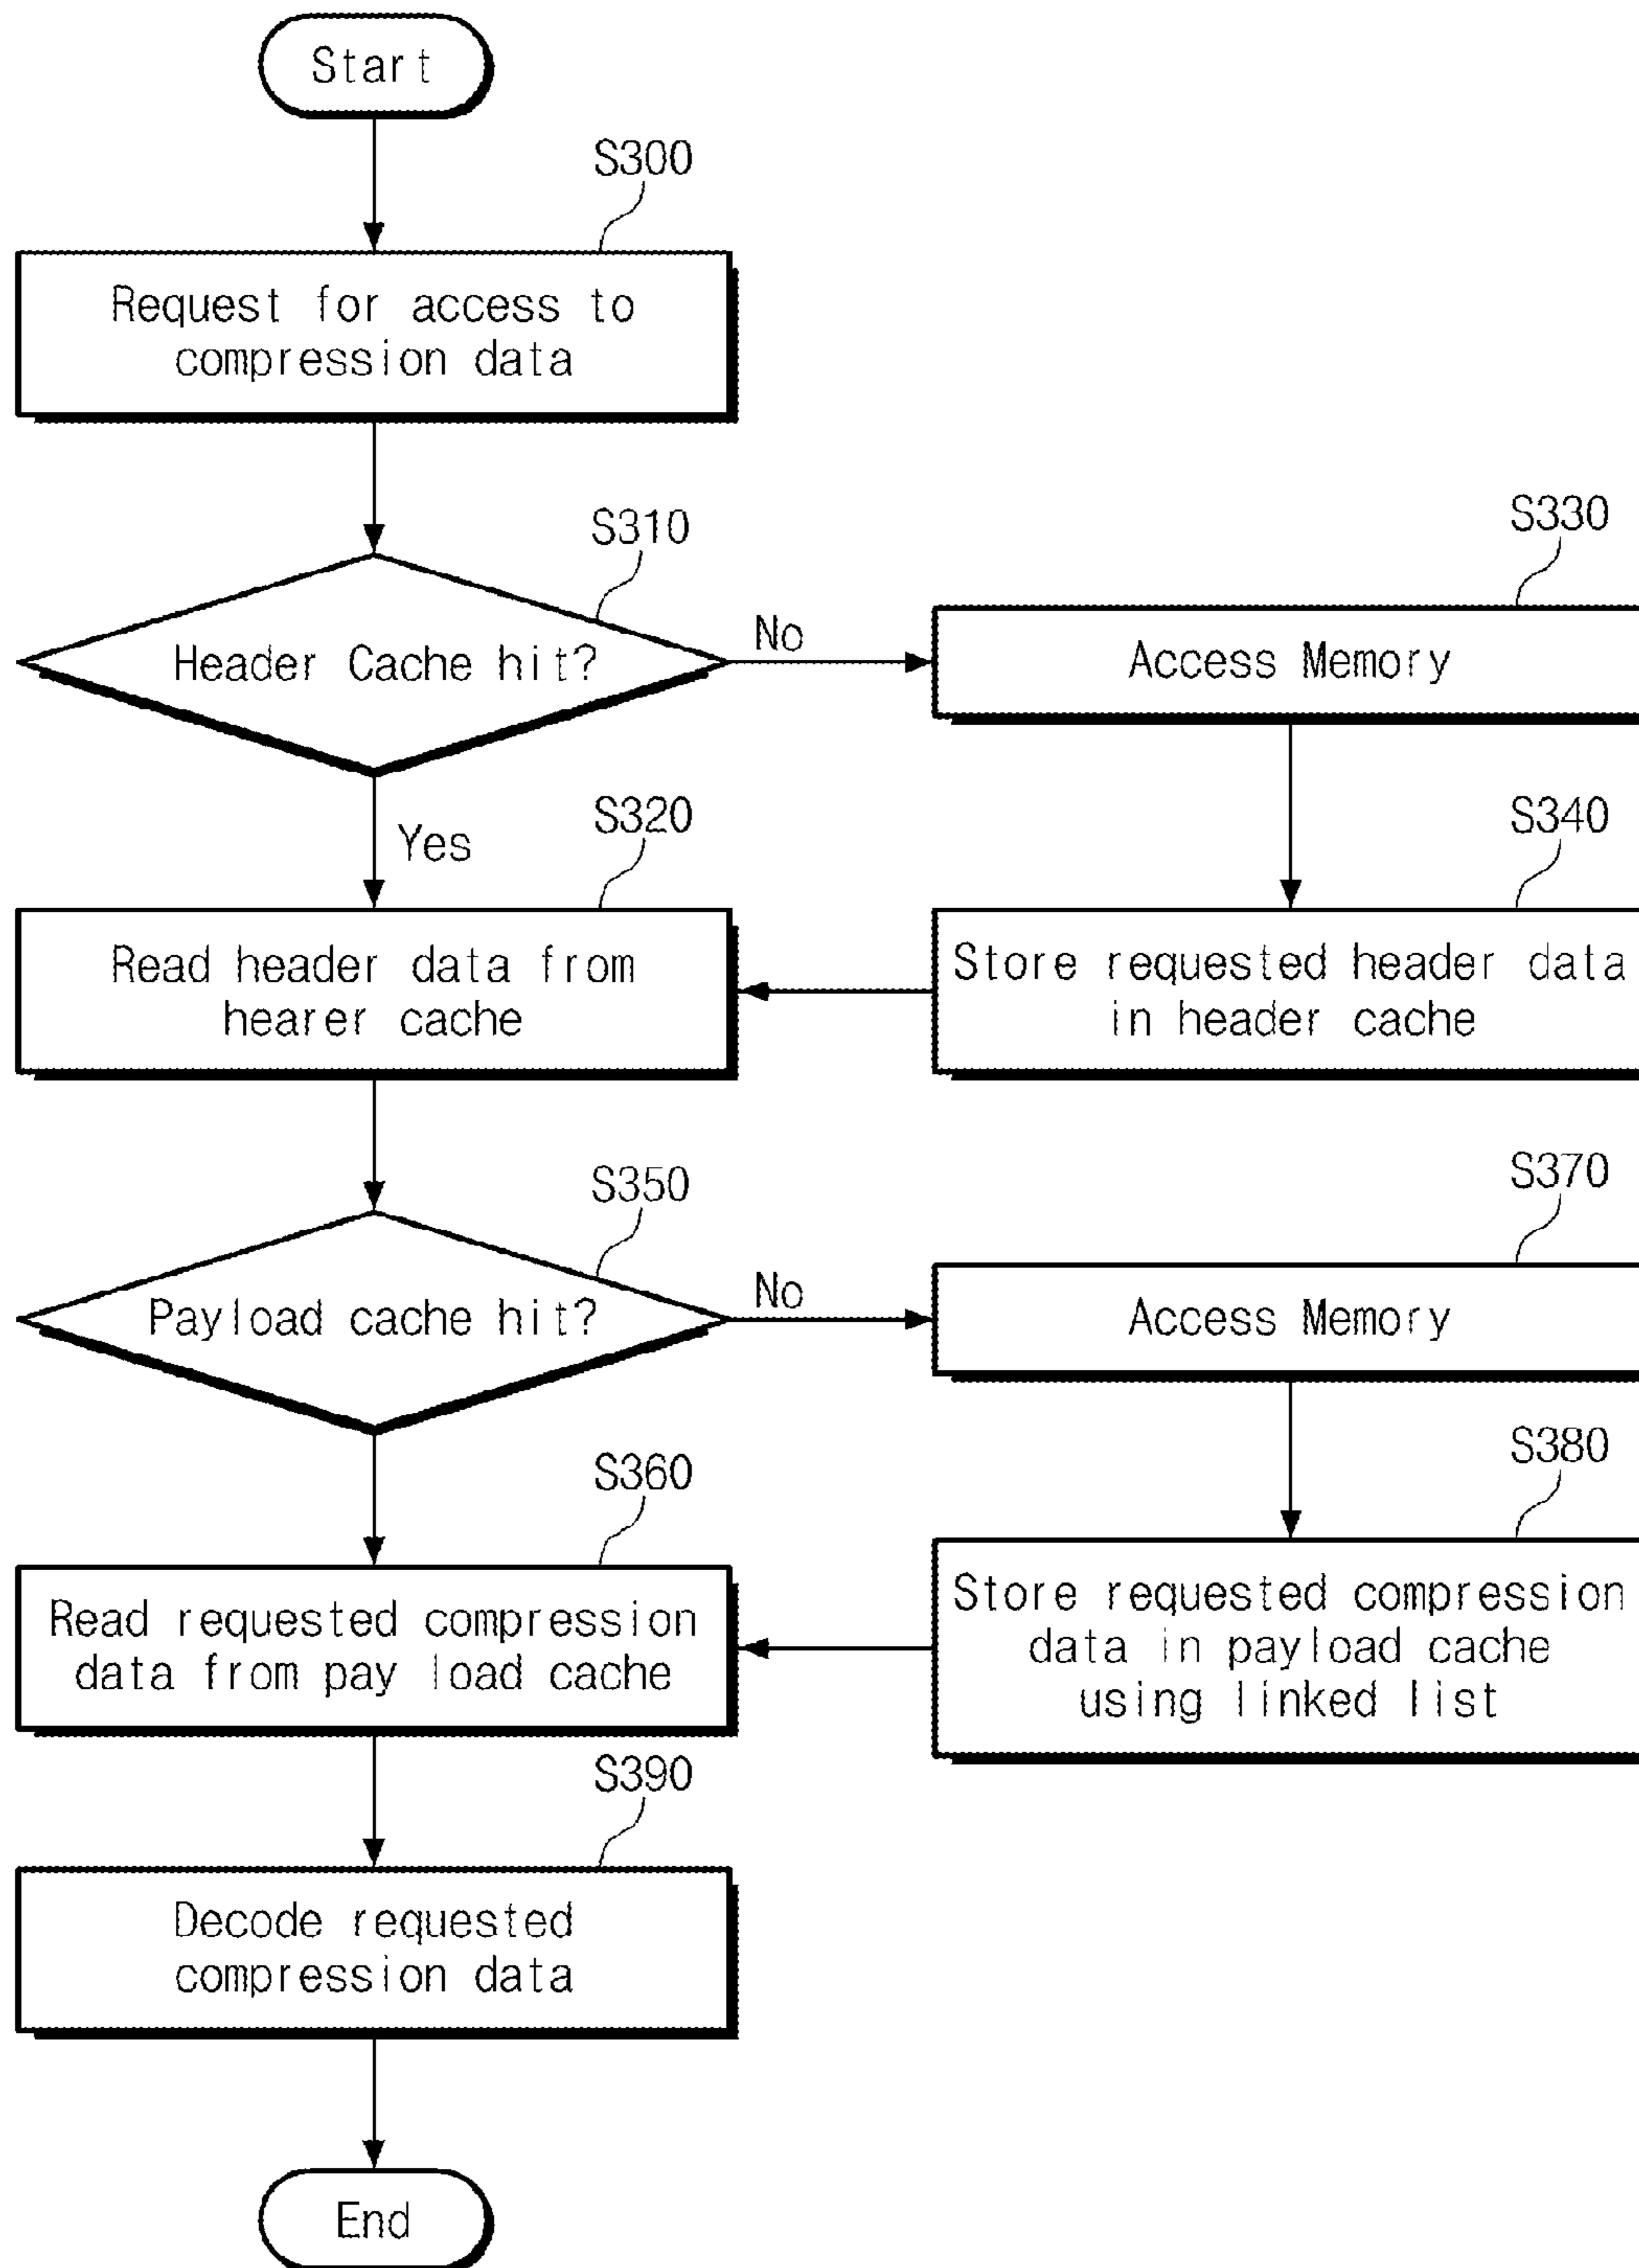 Start
S300
Request for access to
compression data
S310
Header Cache hit?
No
S330
Access Memory
Yes
S320
Read header data from
hearer cache
S340
Store requested header data
in header cache
S350
Payload cache hit?
No
S370
Access Memory
S360
Read requested compression
data from pay load cache
S380
Store requested compression
data in payload cache
using linked list
S390
Decode requested
compression data
End